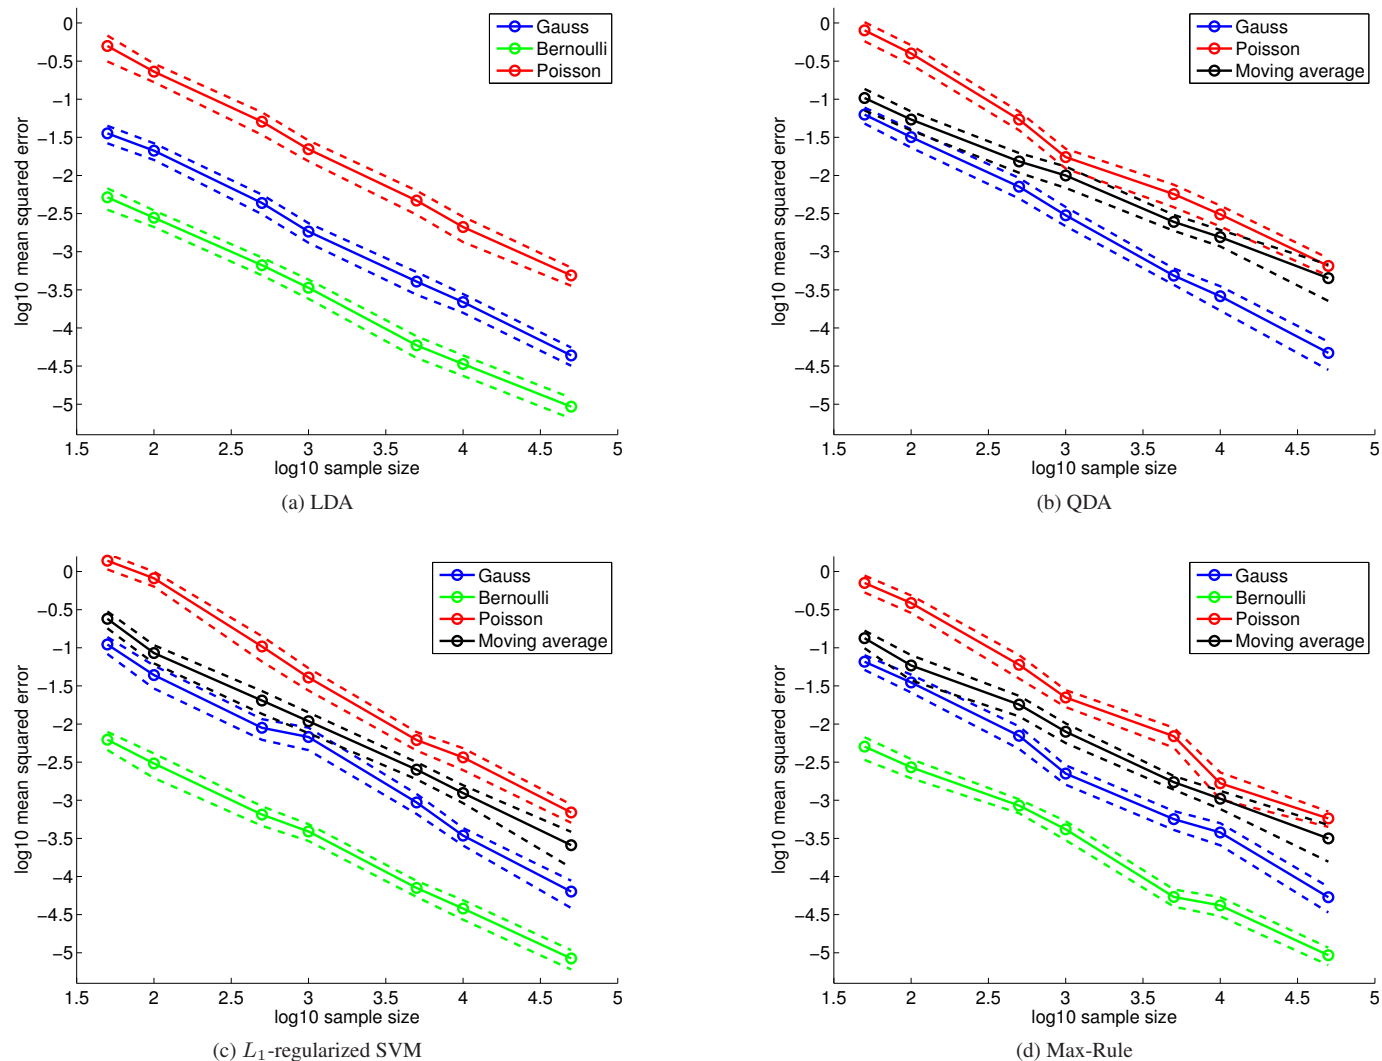 0
−0.5
−1
−1.5
−2
−2.5
−3
−3.5
−4
−4.5
−5
log10 mean squared error
Gauss
Bernoulli
Poisson
1.5 2 2.5 3 3.5 4 4.5 5
log10 sample size
(a) LDA
0
−0.5
−1
−1.5
−2
−2.5
−3
−3.5
−4
−4.5
−5
log10 mean squared error
Gauss
Poisson
Moving average
1.5 2 2.5 3 3.5 4 4.5 5
log10 sample size
(b) QDA
0
−0.5
−1
−1.5
−2
−2.5
−3
−3.5
−4
−4.5
−5
log10 mean squared error
Gauss
Bernoulli
Poisson
Moving average
1.5 2 2.5 3 3.5 4 4.5 5
log10 sample size
(c) L₁-regularized SVM
0
−0.5
−1
−1.5
−2
−2.5
−3
−3.5
−4
−4.5
−5
log10 mean squared error
Gauss
Bernoulli
Poisson
Moving average
1.5 2 2.5 3 3.5 4 4.5 5
log10 sample size
(d) Max-Rule